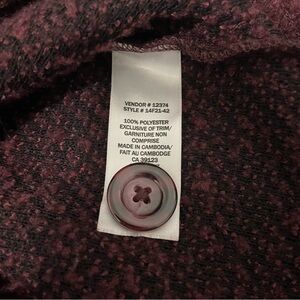 VENDOR # 12374
STYLE # 14F21-42
100% POLYESTER
EXCLUSIVE OF TRIM/
GARNITURE NON
COMPRISE
MADE IN CAMBODIA/
FAIT AU CAMBODGE
CA 39123